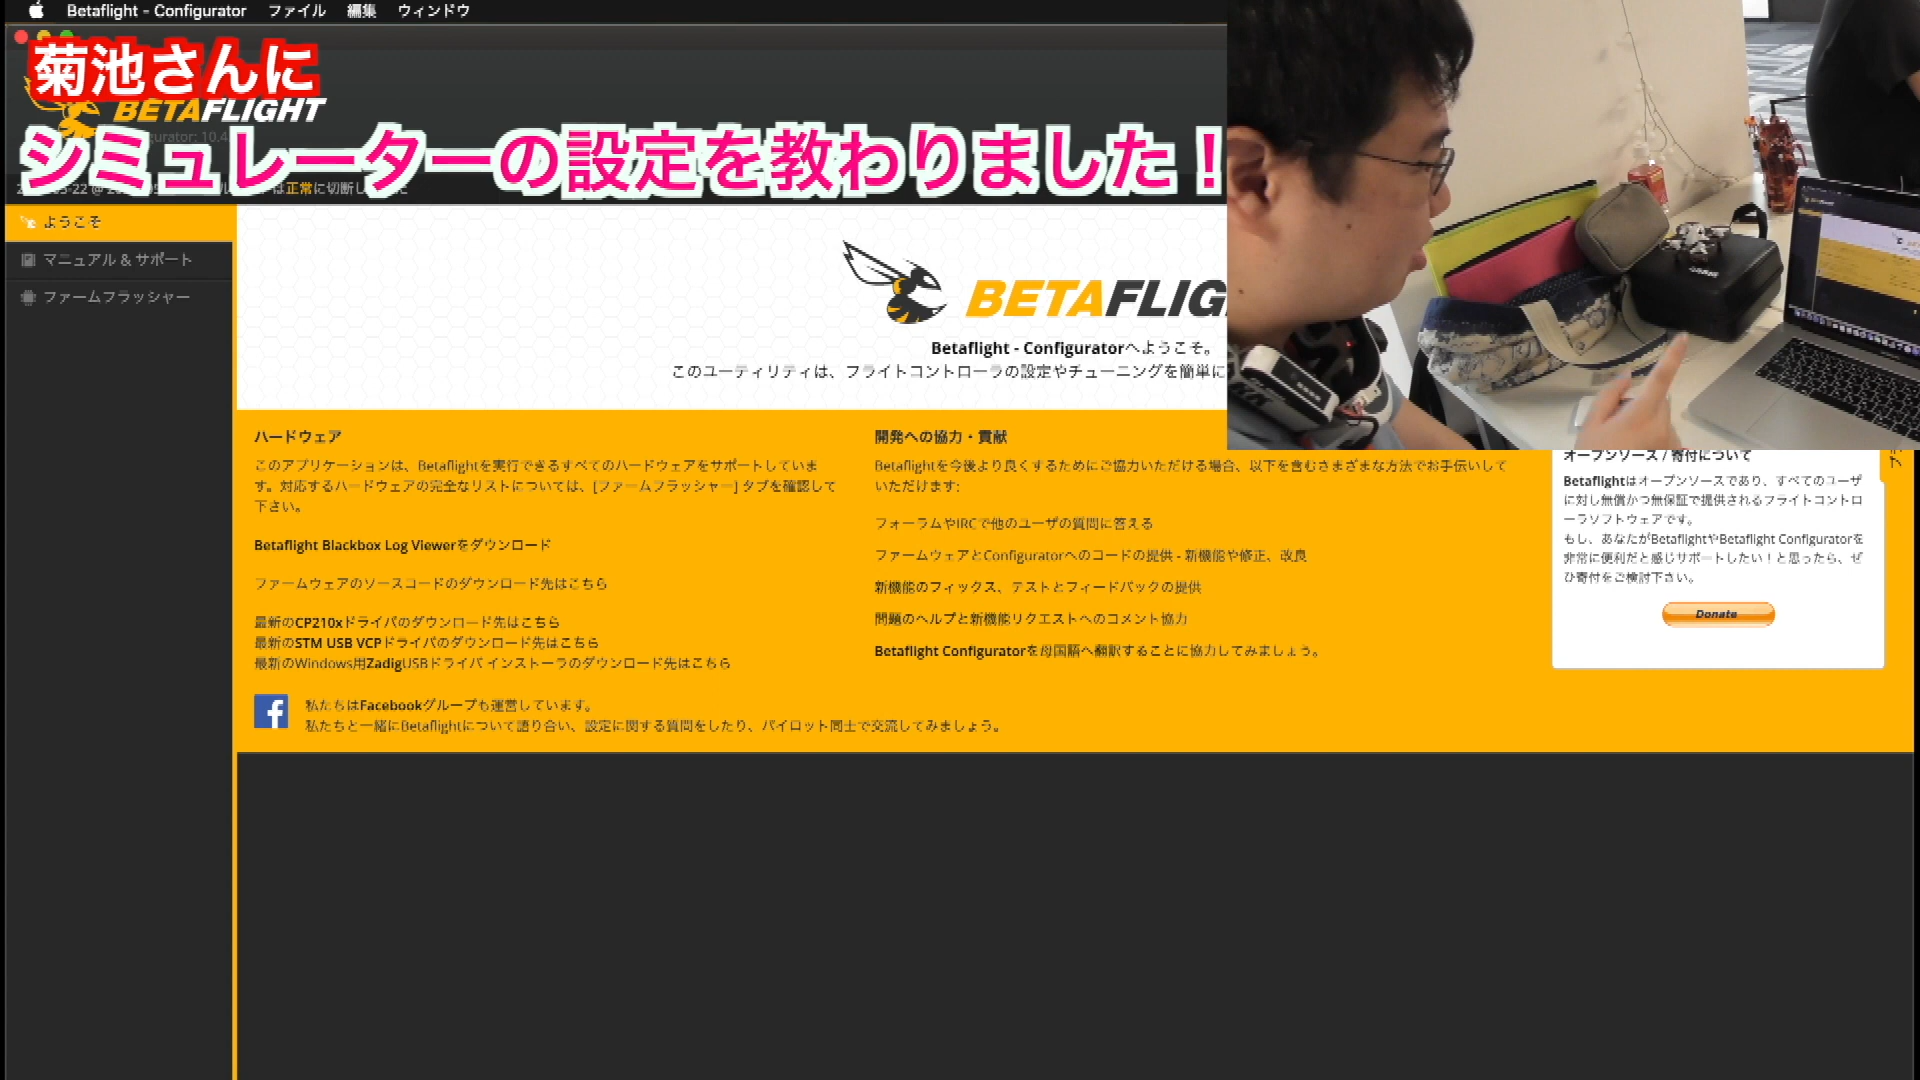 Betaflight - Configurator ファイル 編集 ウィンドウ
菊池さんに
BETAFLIGHT
シミュレーターの設定を教わりました！
正常に切断し
ようこそ
マニュアル & サポート
ファームフラッシャー
BETAFLIG
Betaflight - Configuratorへようこそ。
このユーティリティは、フライトコントローラの設定やチューニングを簡単に
ハードウェア
このアプリケーションは、Betaflightを実行できるすべてのハードウェアをサポートしていま
す。対応するハードウェアの完全なリストについては、[ファームフラッシャー] タブを確認して
下さい。
Betaflight Blackbox Log Viewerをダウンロード
ファームウェアのソースコードのダウンロード先はこちら
最新のCP210xドライバのダウンロード先はこちら
最新のSTM USB VCPドライバのダウンロード先はこちら
最新のWindows用ZadigUSBドライバ インストーラのダウンロード先はこちら
私たちはFacebookグループも運営しています。
私たちと一緒にBetaflightについて語り合い、設定に関する質問をしたり、パイロット同士で交流してみましょう。
開発への協力・貢献
Betaflightを今後より良くするためにご協力いただける場合、以下を含むさまざまな方法でお手伝いして
いただけます:
フォーラムやIRCで他のユーザの質問に答える
ファームウェアとConfiguratorへのコードの提供 - 新機能や修正、改良
新機能のフィックス、テストとフィードバックの提供
問題のヘルプと新機能リクエストへのコメント協力
Betaflight Configuratorを母国語へ翻訳することに協力してみましょう。
オープンソース / 寄付について
Betaflightはオープンソースであり、すべてのユーザ
に対し無償かつ無保証で提供されるフライトコントロ
ーラソフトウェアです。
もし、あなたがBetaflightやBetaflight Configuratorを
非常に便利だと感じサポートしたい！と思ったら、ぜ
ひ寄付をご検討下さい。
Donate